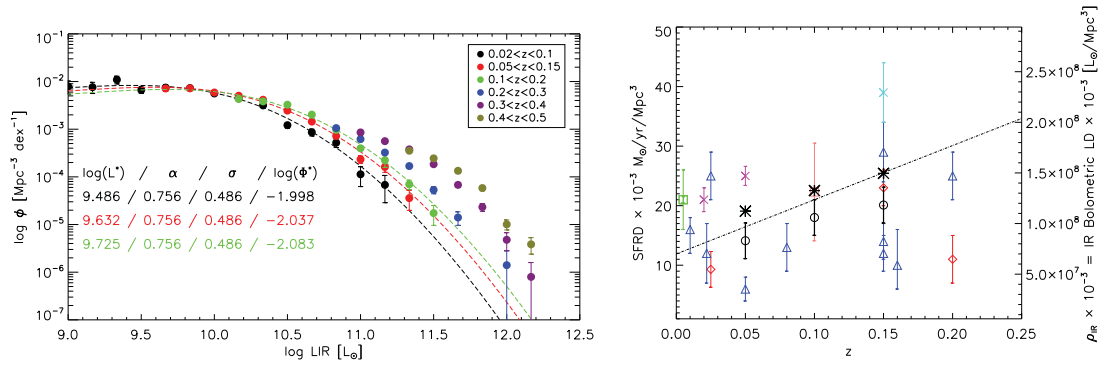 10⁻¹
10⁻²
10⁻³
10⁻⁴
10⁻⁵
10⁻⁶
10⁻⁷
log Φ [Mpc⁻³ dex⁻¹]
0.02<z<0.1
0.05<z<0.15
0.1<z<0.2
0.2<z<0.3
0.3<z<0.4
0.4<z<0.5
log(L*) / α / σ / log(Φ*)
9.486 / 0.756 / 0.486 / −1.998
9.632 / 0.756 / 0.486 / −2.037
9.725 / 0.756 / 0.486 / −2.083
9.0 9.5 10.0 10.5 11.0 11.5 12.0 12.5
log LIR [L☉]
50
40
30
20
10
SFRD × 10⁻³ M☉/yr/Mpc³
0.00 0.05 0.10 0.15 0.20 0.25
z
2.5×10⁸
2.0×10⁸
1.5×10⁸
1.0×10⁸
5.0×10⁷
ρIR × 10⁻³ = IR Bolometric LD × 10⁻³ [L☉/Mpc³]